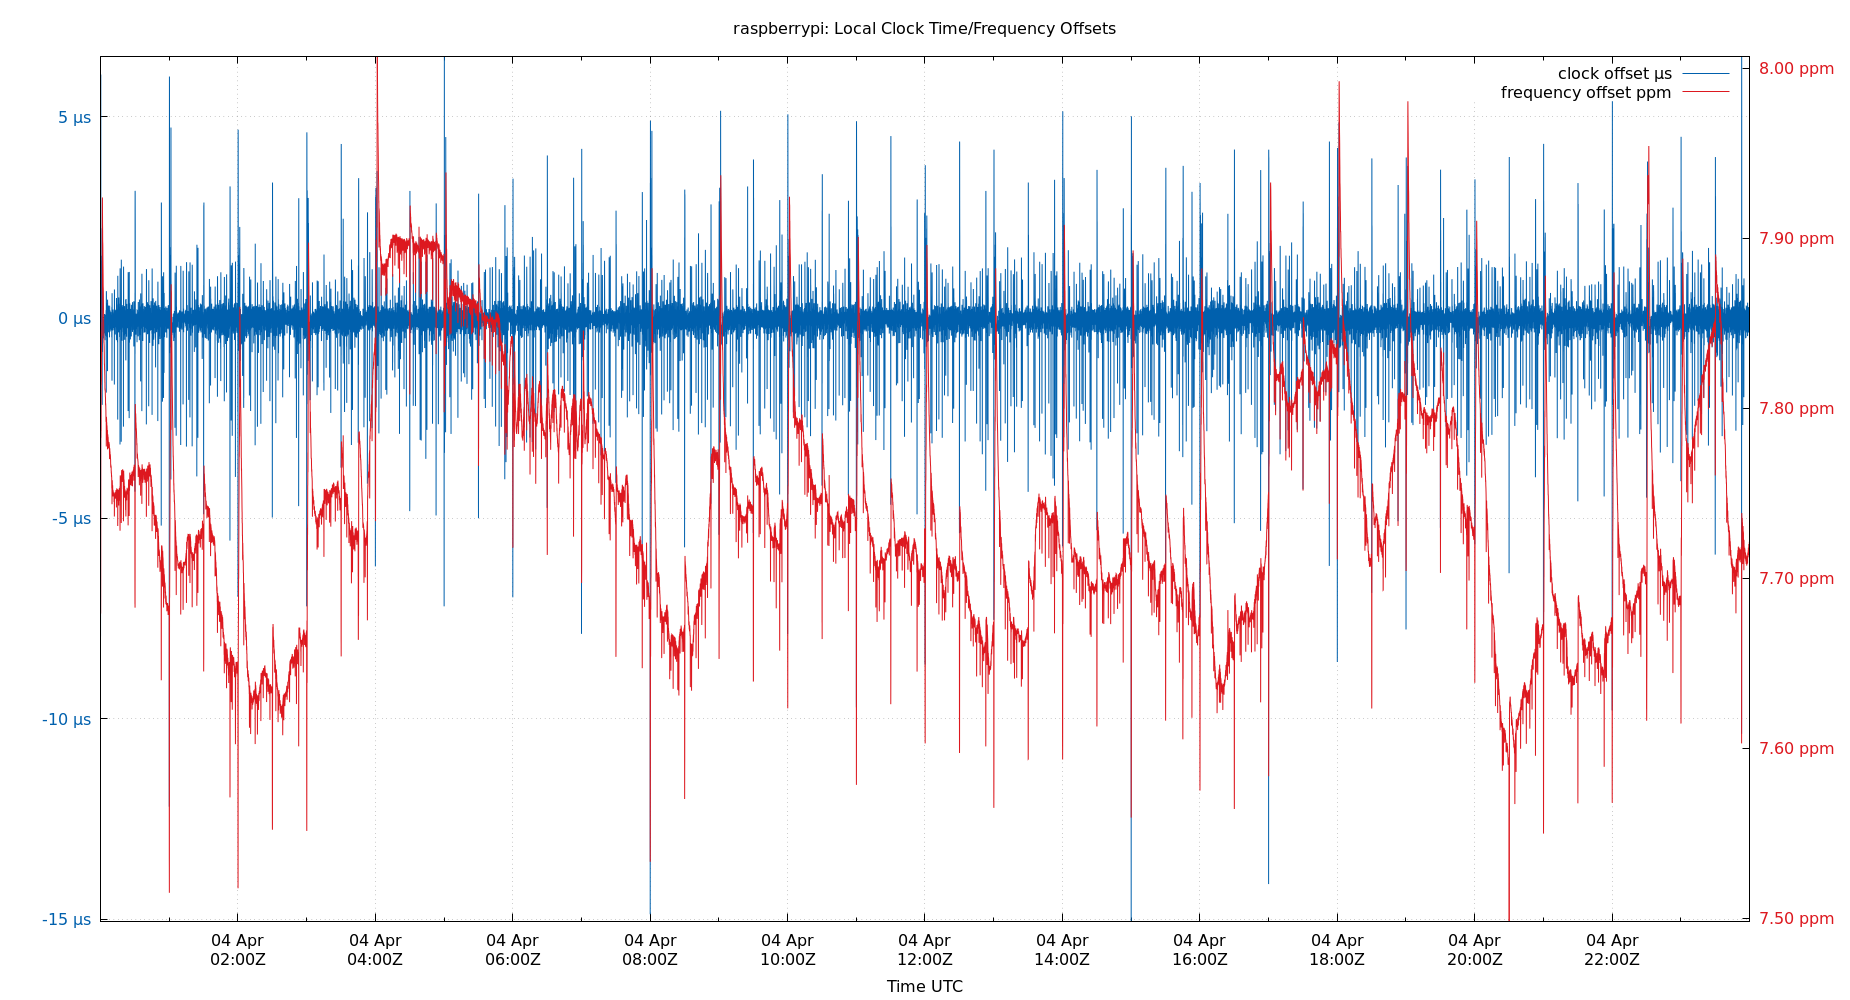 raspberrypi: Local Clock Time/Frequency Offsets
clock offset µs
frequency offset ppm
5 µs
0 µs
-5 µs
-10 µs
-15 µs
8.00 ppm
7.90 ppm
7.80 ppm
7.70 ppm
7.60 ppm
7.50 ppm
04 Apr
02:00Z
04 Apr
04:00Z
04 Apr
06:00Z
04 Apr
08:00Z
04 Apr
10:00Z
04 Apr
12:00Z
04 Apr
14:00Z
04 Apr
16:00Z
04 Apr
18:00Z
04 Apr
20:00Z
04 Apr
22:00Z
Time UTC